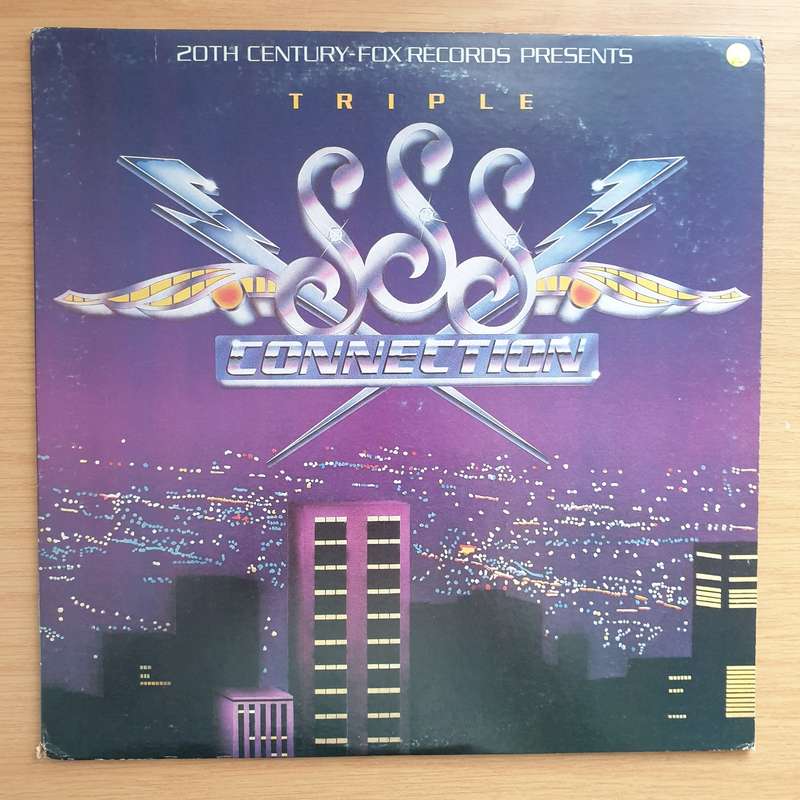 20TH CENTURY-FOX RECORDS PRESENTS
TRIPLE
SSS
CONNECTION